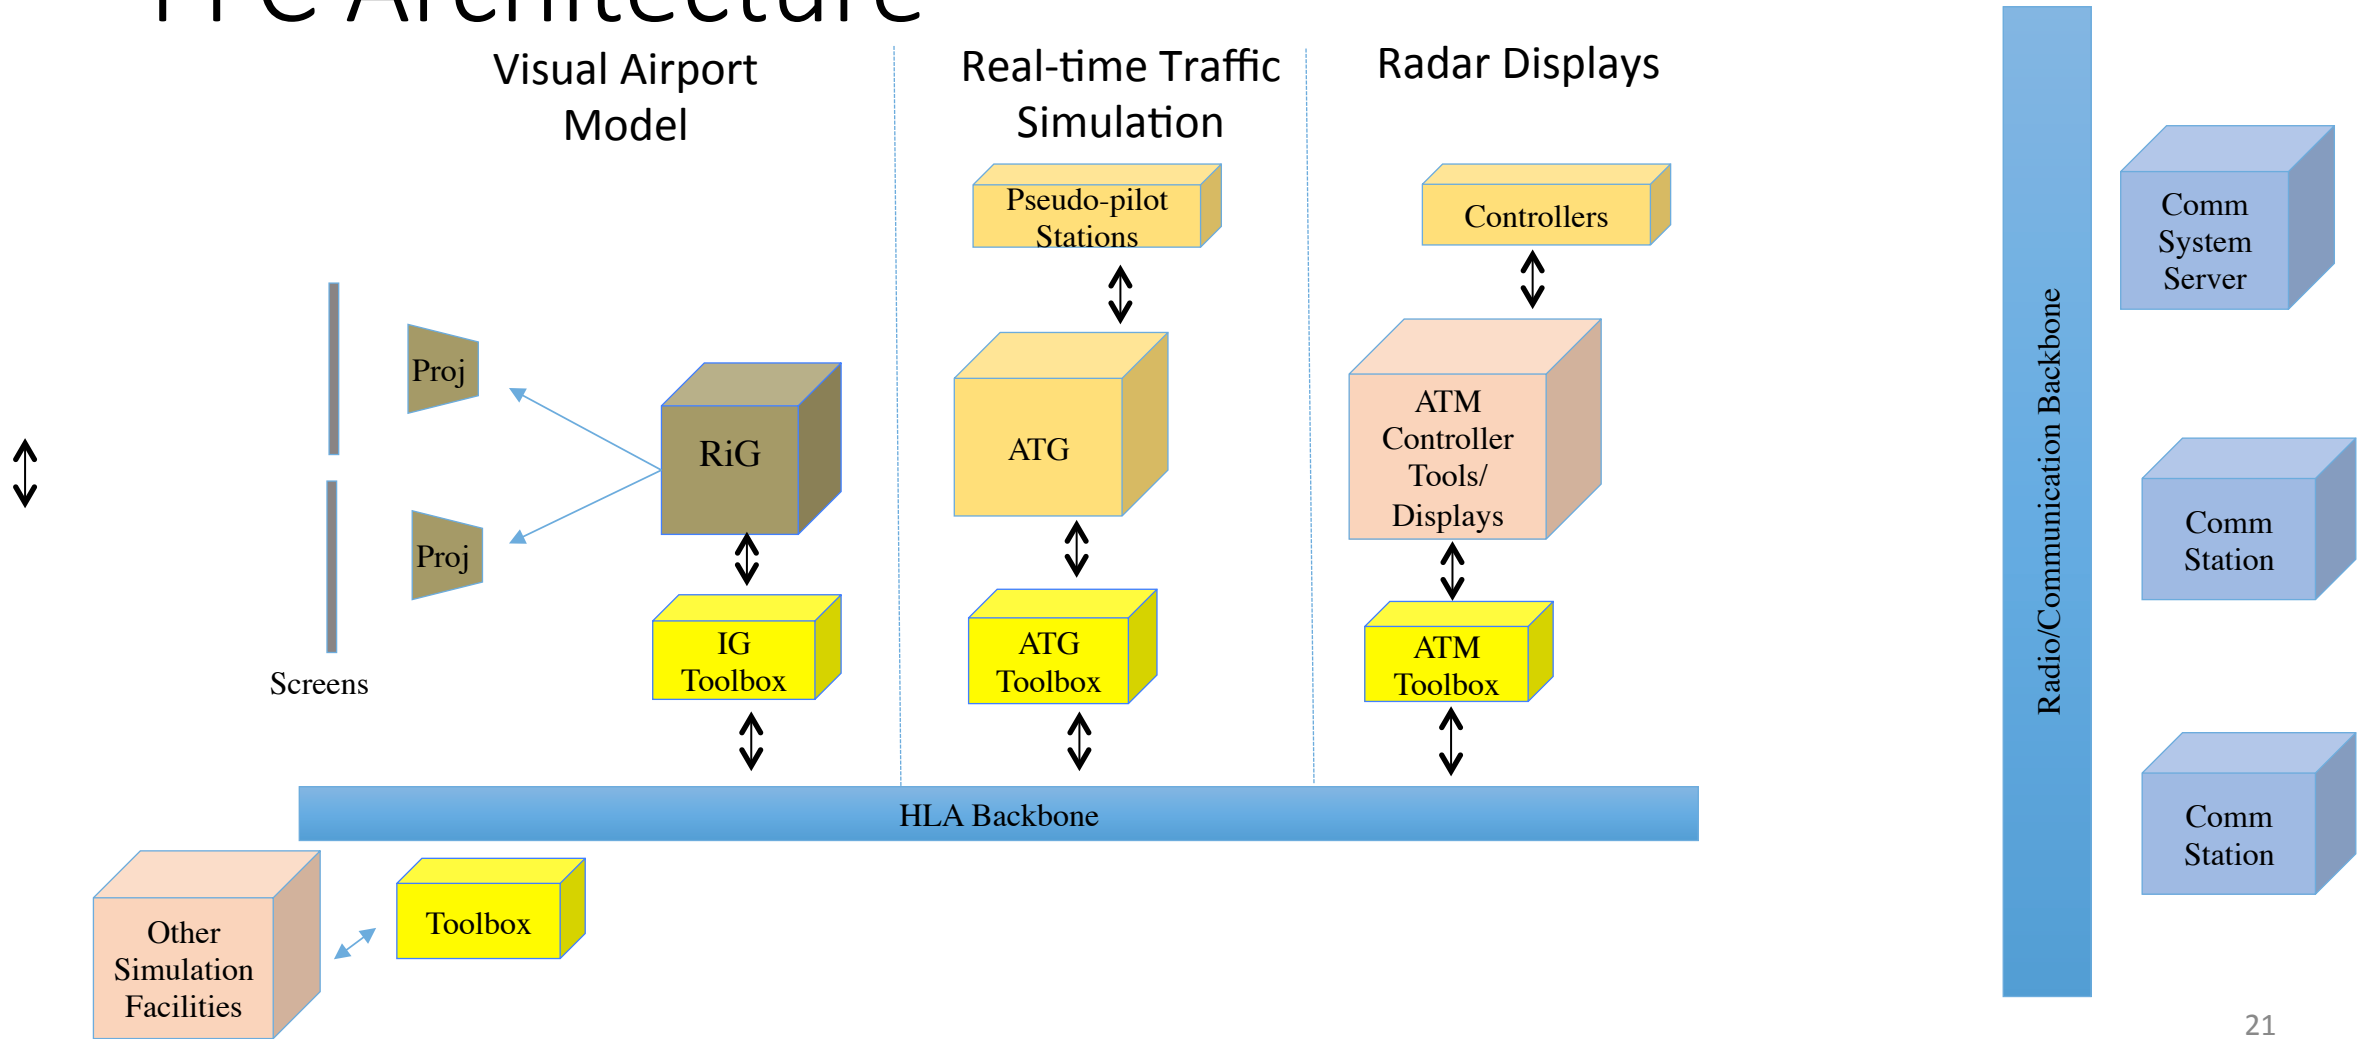 Architecture
Visual Airport
Model
Real-time Traffic
Simulation
Radar Displays
Pseudo-pilot
Stations
Controllers
Comm
System
Server
Proj
RiG
ATG
ATM
Controller
Tools/
Displays
Radio/Communication Backbone
Proj
Comm
Station
Screens
IG
Toolbox
ATG
Toolbox
ATM
Toolbox
HLA Backbone
Comm
Station
Other
Simulation
Facilities
Toolbox
21